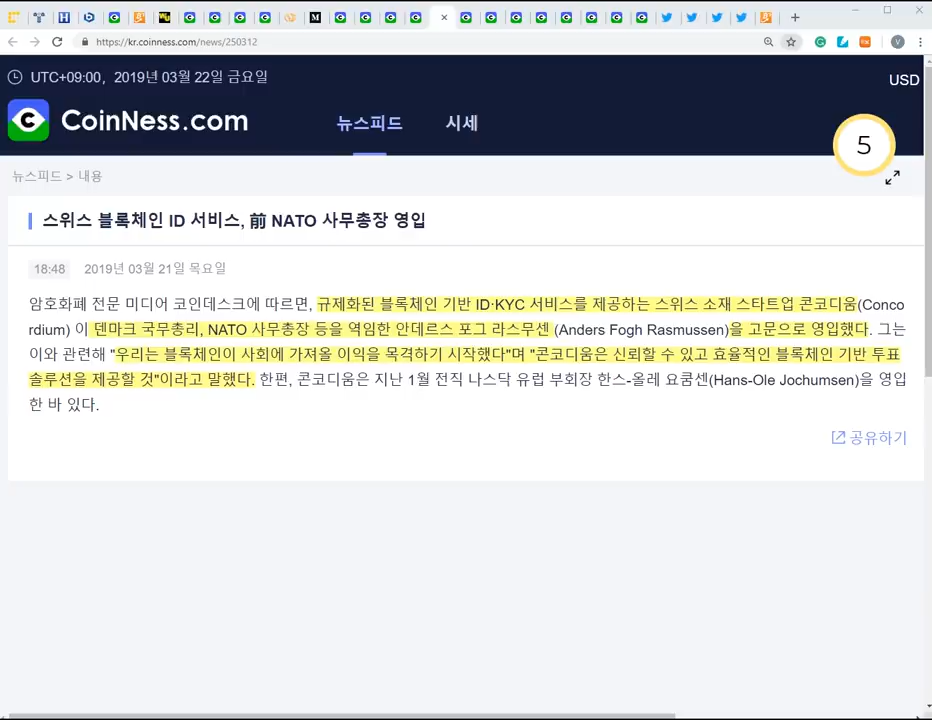 https://kr.coinness.com/news/250312
UTC+09:00, 2019년 03월 22일 금요일
USD
CoinNess.com
뉴스피드
시세
5
뉴스피드 > 내용
스위스 블록체인 ID 서비스, 前 NATO 사무총장 영입
18:48 2019년 03월 21일 목요일
암호화폐 전문 미디어 코인데스크에 따르면, 규제화된 블록체인 기반 ID·KYC 서비스를 제공하는 스위스 소재 스타트업 콘코디움(Conco
rdium) 이 덴마크 국무총리, NATO 사무총장 등을 역임한 안데르스 포그 라스무센 (Anders Fogh Rasmussen)을 고문으로 영입했다. 그는
이와 관련해 "우리는 블록체인이 사회에 가져올 이익을 목격하기 시작했다"며 "콘코디움은 신뢰할 수 있고 효율적인 블록체인 기반 투표
솔루션을 제공할 것"이라고 말했다. 한편, 콘코디움은 지난 1월 전직 나스닥 유럽 부회장 한스-올레 요쿰센(Hans-Ole Jochumsen)을 영입
한 바 있다.
공유하기